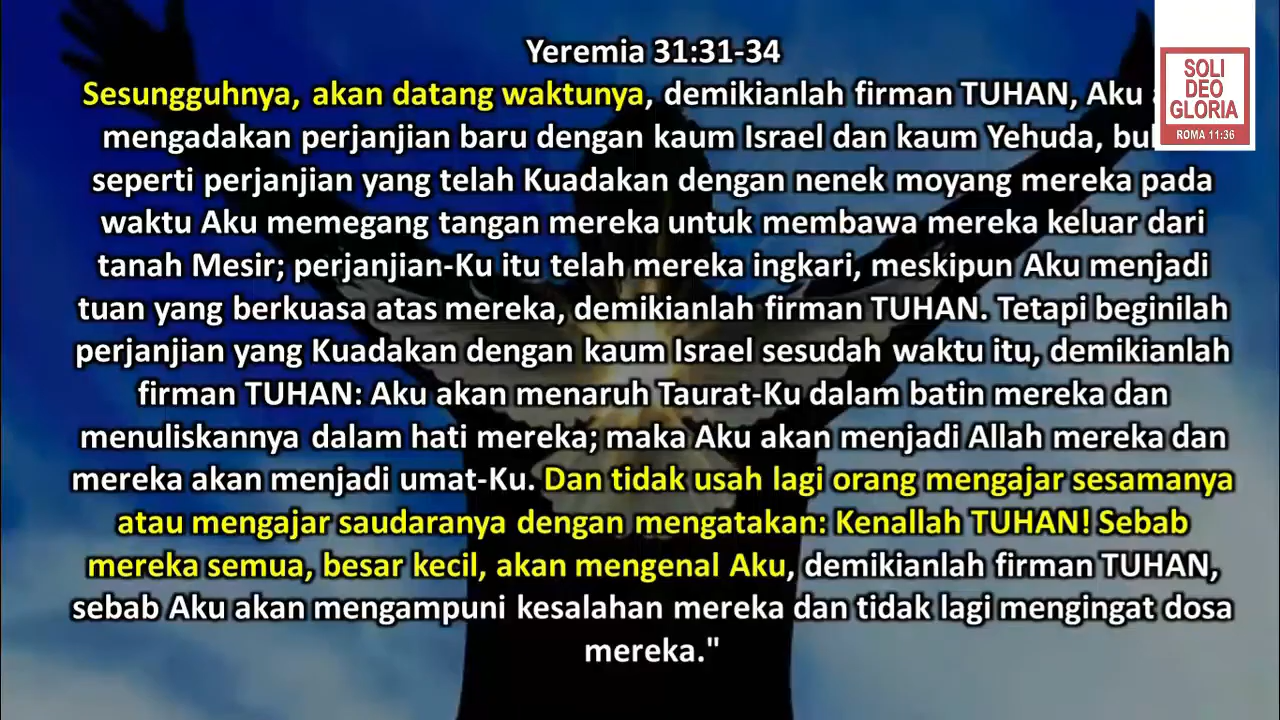 Yeremia 31:31-34
Sesungguhnya, akan datang waktunya, demikianlah firman TUHAN, Aku
mengadakan perjanjian baru dengan kaum Israel dan kaum Yehuda,
seperti perjanjian yang telah Kuadakan dengan nenek moyang mereka pada
waktu Aku memegang tangan mereka untuk membawa mereka keluar dari
tanah Mesir; perjanjian-Ku itu telah mereka ingkari, meskipun Aku menjadi
tuan yang berkuasa atas mereka, demikianlah firman TUHAN. Tetapi beginilah
perjanjian yang Kuadakan dengan kaum Israel sesudah waktu itu, demikianlah
firman TUHAN: Aku akan menaruh Taurat-Ku dalam batin mereka dan
menuliskannya dalam hati mereka; maka Aku akan menjadi Allah mereka dan
mereka akan menjadi umat-Ku. Dan tidak usah lagi orang mengajar sesamanya
atau mengajar saudaranya dengan mengatakan: Kenallah TUHAN! Sebab
mereka semua, besar kecil, akan mengenal Aku, demikianlah firman TUHAN,
sebab Aku akan mengampuni kesalahan mereka dan tidak lagi mengingat dosa
mereka."
SOLI
DEO
GLORIA
ROMA 11:36